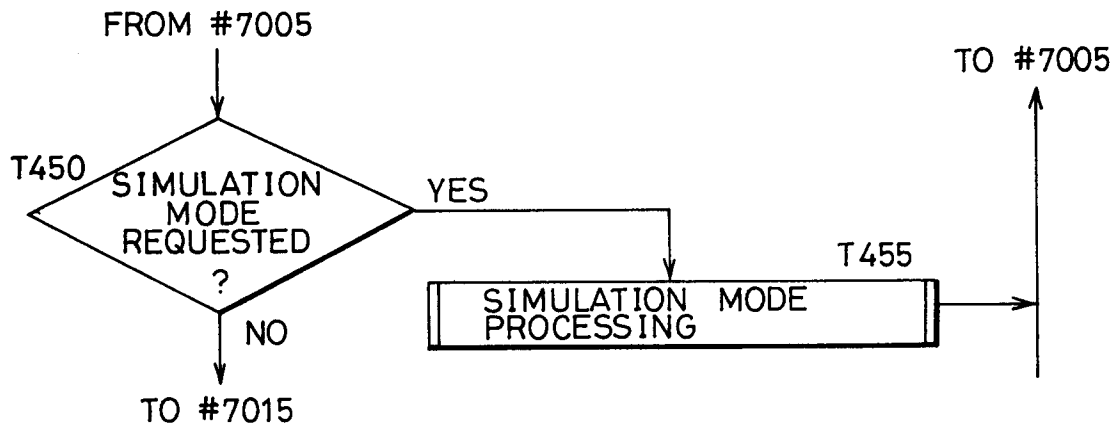 FROM #7005
TO #7005
T450
SIMULATION
MODE
REQUESTED
?
YES
NO
TO #7015
T455
SIMULATION MODE
PROCESSING